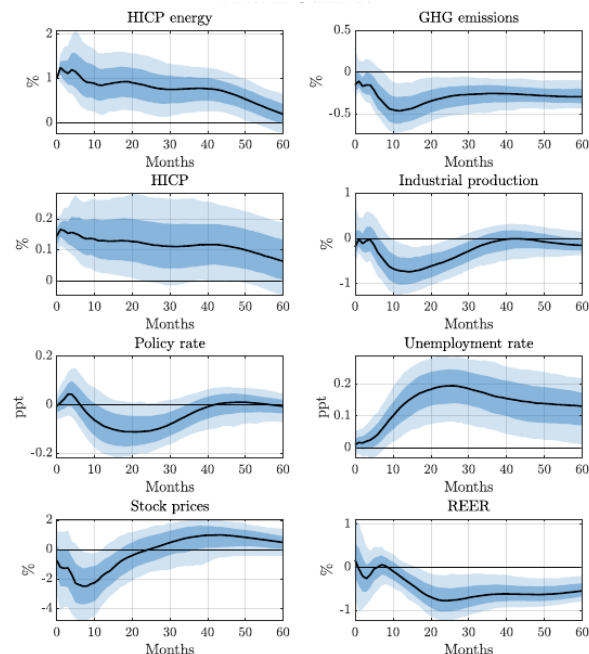 HICP energy
2
1
0
%
0 10 20 30 40 50 60
Months
GHG emissions
0.5
0
-0.5
%
0 10 20 30 40 50 60
Months
HICP
0.2
0.1
0
%
0 10 20 30 40 50 60
Months
Industrial production
1
0
-1
%
0 10 20 30 40 50 60
Months
Policy rate
0.2
0
-0.2
ppt
0 10 20 30 40 50 60
Months
Unemployment rate
0.2
0.1
0
ppt
0 10 20 30 40 50 60
Months
Stock prices
2
0
-2
-4
%
0 10 20 30 40 50 60
Months
REER
1
0
-1
%
0 10 20 30 40 50 60
Months